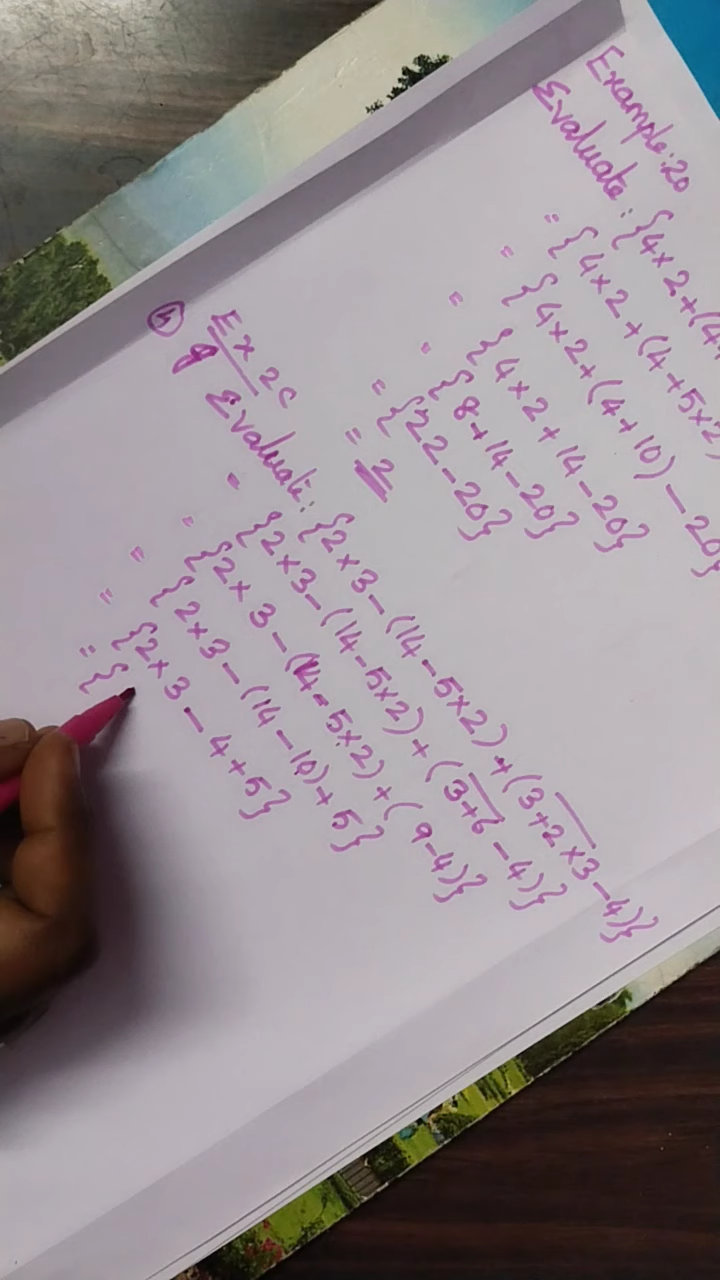 Example: 20
Evaluate: {4×2+(4
= {4×2+(4+5×2)
= {4×2+(4+10)-20}
= {4×2+14-20}
= {8+14-20}
= {22-20}
= 2
Ex 2c
④ g Evaluate: {2×3-(14-5×2)+(3+2×3-4)}
= {2×3-(14-5×2)+(3+6-4)}
= {2×3-(14-5×2)+(9-4)}
= {2×3-(14-10)+5}
= {2×3-4+5}
= {